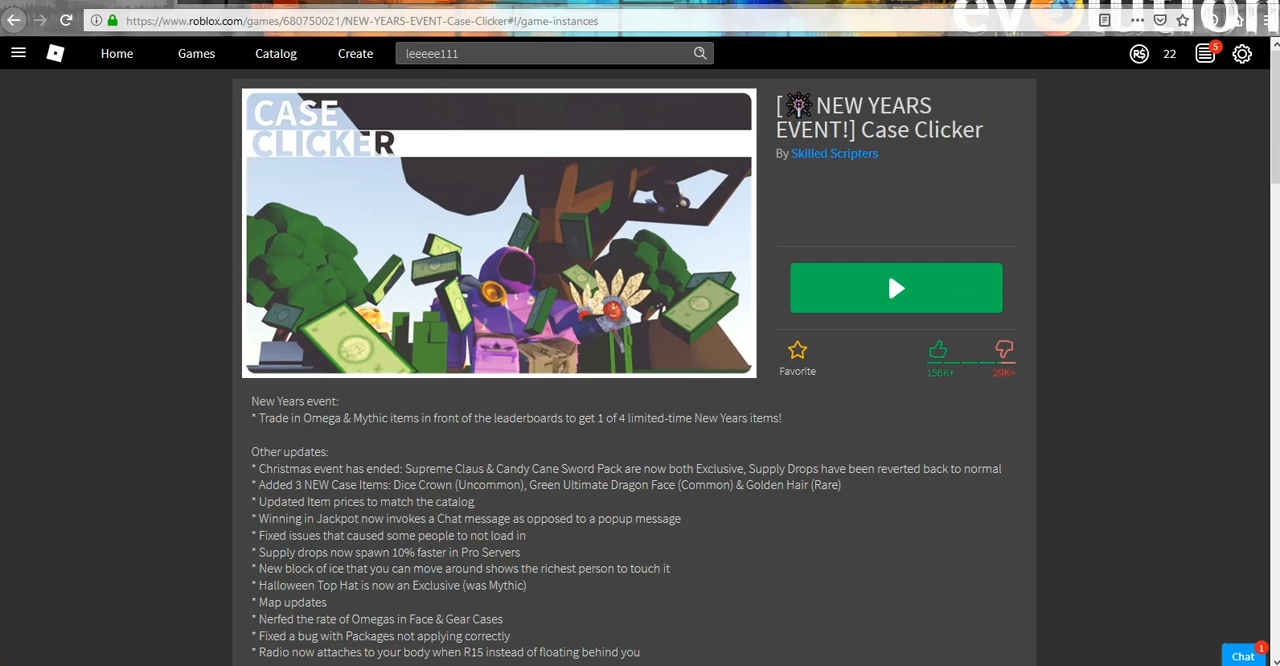 https://www.roblox.com/games/680750021/NEW-YEARS-EVENT-Case-Clicker#!/game-instances
evolution
Home Games Catalog Create leeeee111 R$ 22 5
CASE
CLICKER
[ NEW YEARS
EVENT!] Case Clicker
By Skilled Scripters
Favorite 156K+ 29K+
New Years event:
* Trade in Omega & Mythic items in front of the leaderboards to get 1 of 4 limited-time New Years items!
Other updates:
* Christmas event has ended: Supreme Claus & Candy Cane Sword Pack are now both Exclusive, Supply Drops have been reverted back to normal
* Added 3 NEW Case Items: Dice Crown (Uncommon), Green Ultimate Dragon Face (Common) & Golden Hair (Rare)
* Updated Item prices to match the catalog
* Winning in Jackpot now invokes a Chat message as opposed to a popup message
* Fixed issues that caused some people to not load in
* Supply drops now spawn 10% faster in Pro Servers
* New block of ice that you can move around shows the richest person to touch it
* Halloween Top Hat is now an Exclusive (was Mythic)
* Map updates
* Nerfed the rate of Omegas in Face & Gear Cases
* Fixed a bug with Packages not applying correctly
* Radio now attaches to your body when R15 instead of floating behind you
Chat 1